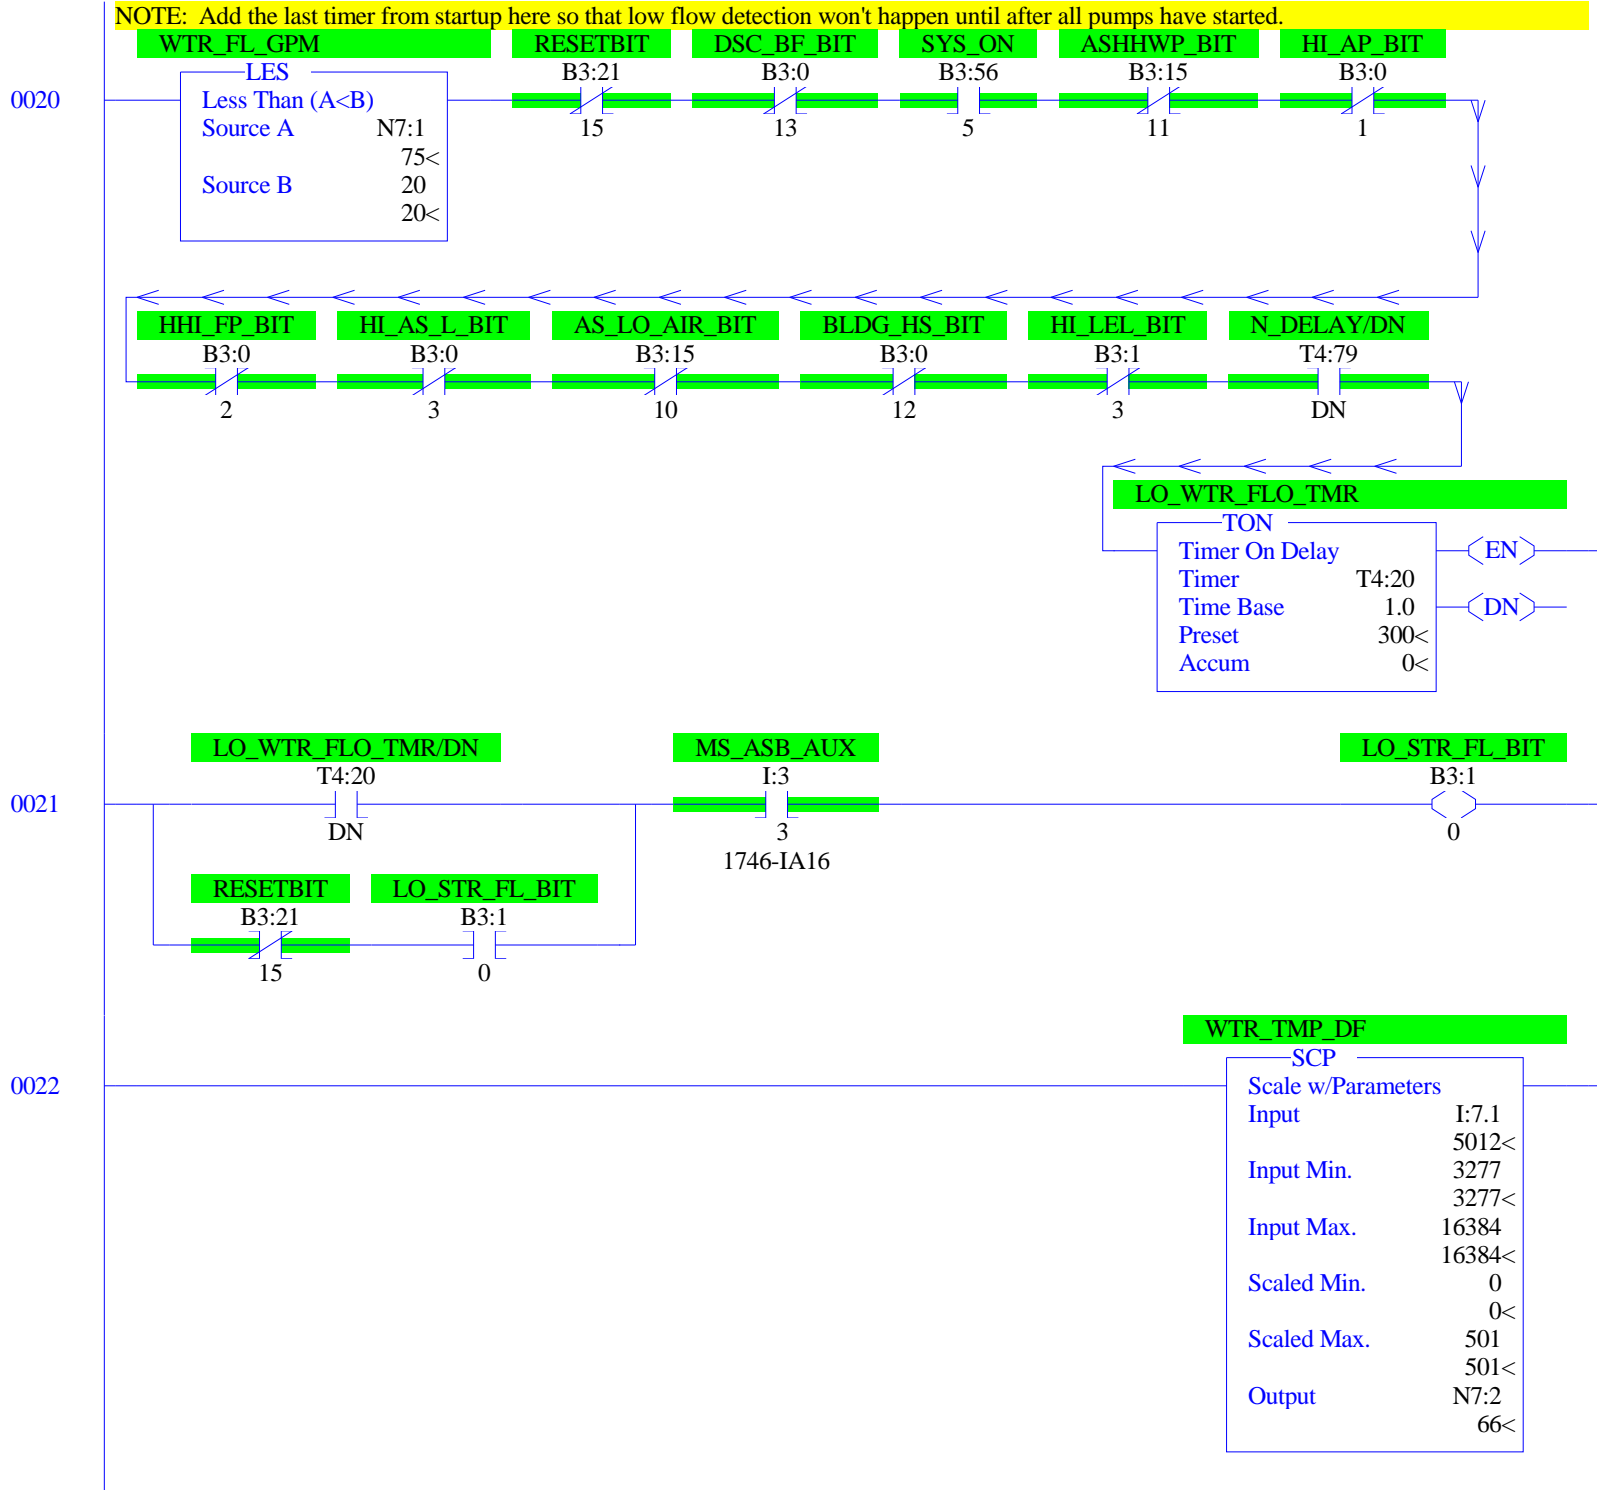 NOTE: Add the last timer from startup here so that low flow detection won't happen until after all pumps have started.
WTR_FL_GPM RESETBIT DSC_BF_BIT SYS_ON ASHHWP_BIT HI_AP_BIT
LES B3:21 B3:0 B3:56 B3:15 B3:0
0020 Less Than (A<B)
Source A N7:1 15 13 5 11 1
75<
Source B 20
20<
HHI_FP_BIT HI_AS_L_BIT AS_LO_AIR_BIT BLDG_HS_BIT HI_LEL_BIT N_DELAY/DN
B3:0 B3:0 B3:15 B3:0 B3:1 T4:79
2 3 10 12 3 DN
LO_WTR_FLO_TMR
TON
Timer On Delay EN
Timer T4:20
Time Base 1.0 DN
Preset 300<
Accum 0<
LO_WTR_FLO_TMR/DN MS_ASB_AUX LO_STR_FL_BIT
T4:20 I:3 B3:1
0021
DN 3 0
1746-IA16
RESETBIT LO_STR_FL_BIT
B3:21 B3:1
15 0
WTR_TMP_DF
SCP
0022 Scale w/Parameters
Input I:7.1
5012<
Input Min. 3277
3277<
Input Max. 16384
16384<
Scaled Min. 0
0<
Scaled Max. 501
501<
Output N7:2
66<